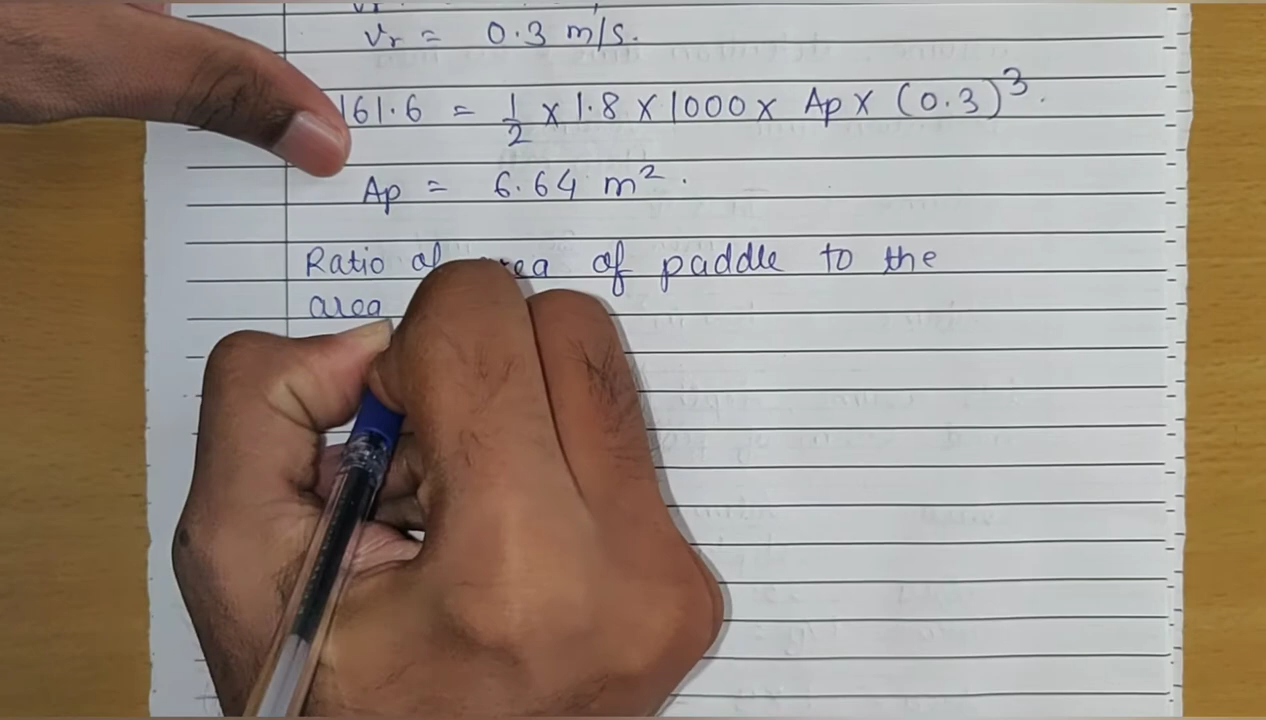 Vr = 0.3 m/s.
161.6 = 1/2 × 1.8 × 1000 × Ap × (0.3)³.
Ap = 6.64 m².
Ratio of area of paddle to the
area